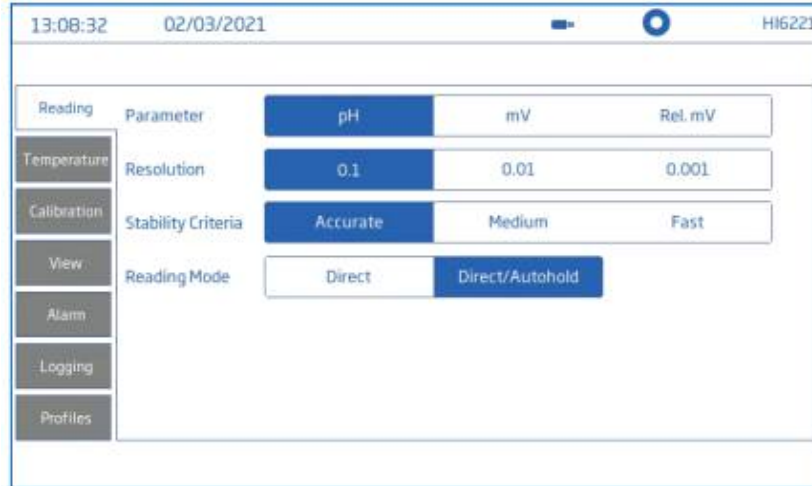 13:08:32 02/03/2021 HI6221
Reading
Parameter pH mV Rel. mV
Temperature
Resolution 0.1 0.01 0.001
Calibration
Stability Criteria Accurate Medium Fast
View
Reading Mode Direct Direct/Autohold
Alarm
Logging
Profiles